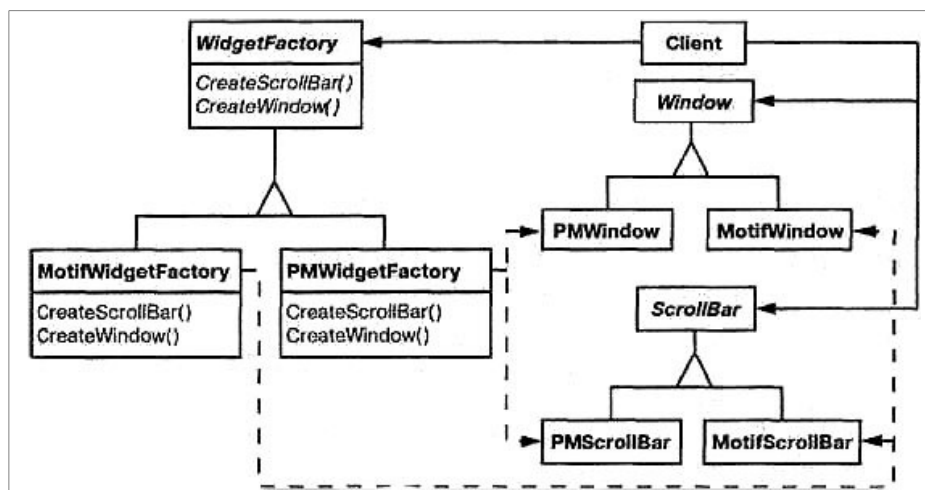 WidgetFactory
CreateScrollBar()
CreateWindow()
Client
Window
PMWindow
MotifWindow
MotifWidgetFactory
CreateScrollBar()
CreateWindow()
PMWidgetFactory
CreateScrollBar()
CreateWindow()
ScrollBar
PMScrollBar
MotifScrollBar